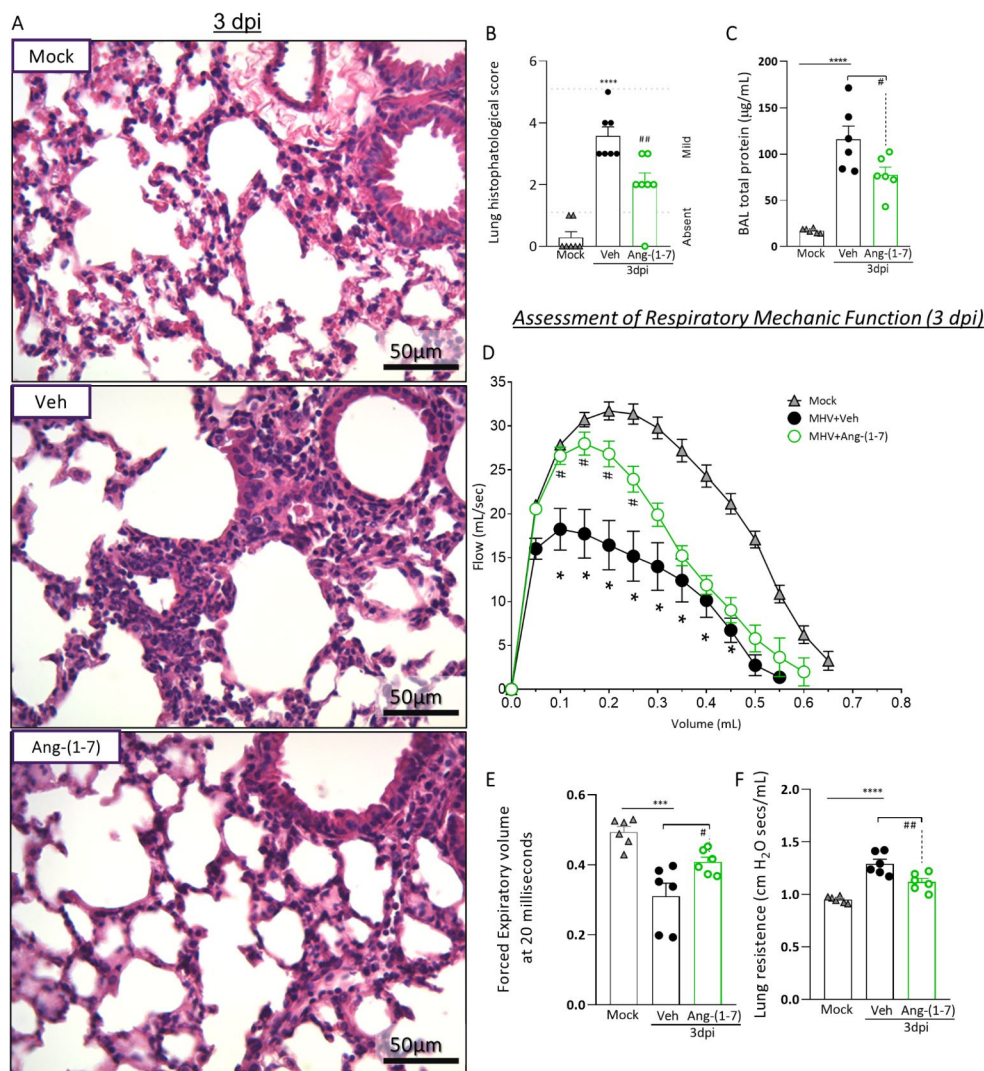 A
3 dpi
Mock
50µm
Veh
50µm
Ang-(1-7)
50µm
B
Lung histhophatological score
6
4
2
0
****
##
Mild
Absent
Mock
Veh
Ang-(1-7)
3dpi
C
BAL total protein (µg/mL)
200
150
100
50
0
****
#
Mock
Veh
Ang-(1-7)
3dpi
Assessment of Respiratory Mechanic Function (3 dpi)
D
Flow (mL/sec)
35
30
25
20
15
10
5
0
0.0
0.1
0.2
0.3
0.4
0.5
0.6
0.7
0.8
Volume (mL)
Mock
MHV+Veh
MHV+Ang-(1-7)
# # # #
* * * * * * * *
E
Forced Expiratory volume
at 20 milliseconds
0.6
0.4
0.2
0.0
***
#
Mock
Veh
Ang-(1-7)
3dpi
F
Lung resistence (cm H2O secs/mL)
2.0
1.5
1.0
0.5
0.0
****
##
Mock
Veh
Ang-(1-7)
3dpi